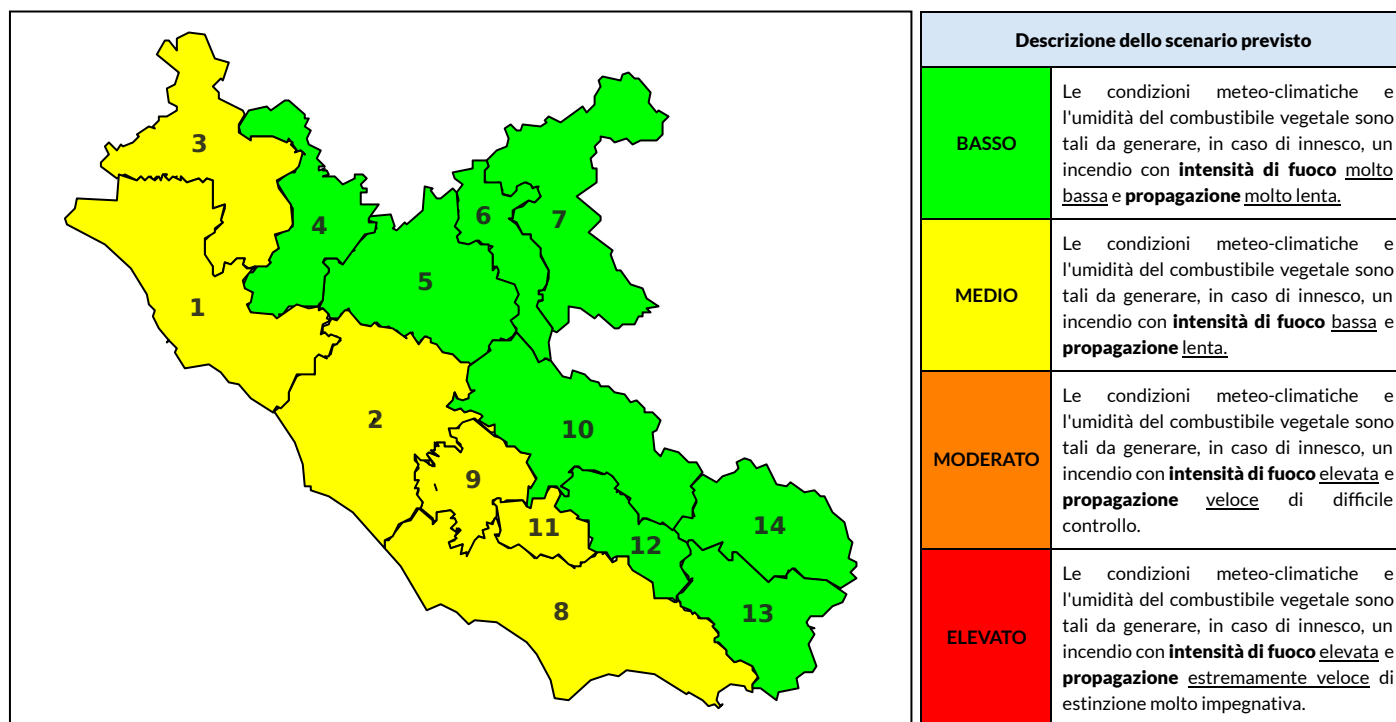 3
4
6
7
5
1
2
10
9
11
14
12
8
13
Descrizione dello scenario previsto
BASSO
Le condizioni meteo-climatiche e
l'umidità del combustibile vegetale sono
tali da generare, in caso di innesco, un
incendio con intensità di fuoco molto
bassa e propagazione molto lenta.
MEDIO
Le condizioni meteo-climatiche e
l'umidità del combustibile vegetale sono
tali da generare, in caso di innesco, un
incendio con intensità di fuoco bassa e
propagazione lenta.
MODERATO
Le condizioni meteo-climatiche e
l'umidità del combustibile vegetale sono
tali da generare, in caso di innesco, un
incendio con intensità di fuoco elevata e
propagazione veloce di difficile
controllo.
ELEVATO
Le condizioni meteo-climatiche e
l'umidità del combustibile vegetale sono
tali da generare, in caso di innesco, un
incendio con intensità di fuoco elevata e
propagazione estremamente veloce di
estinzione molto impegnativa.